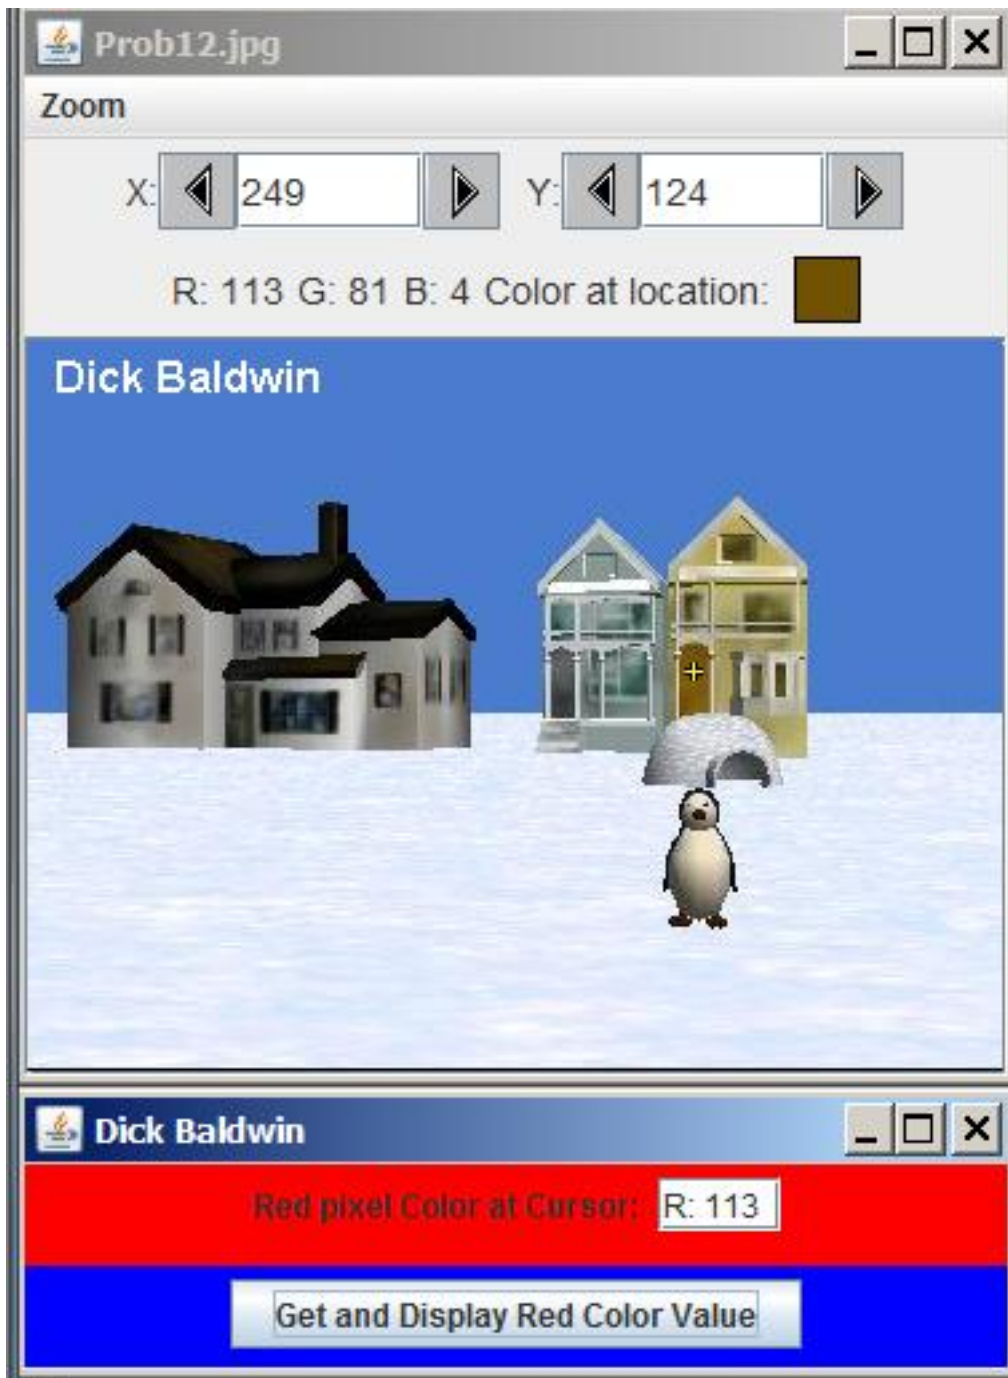 Prob12.jpg
Zoom
X: 249 Y: 124
R: 113 G: 81 B: 4 Color at location:
Dick Baldwin
Dick Baldwin
Red pixel Color at Cursor: R: 113
Get and Display Red Color Value